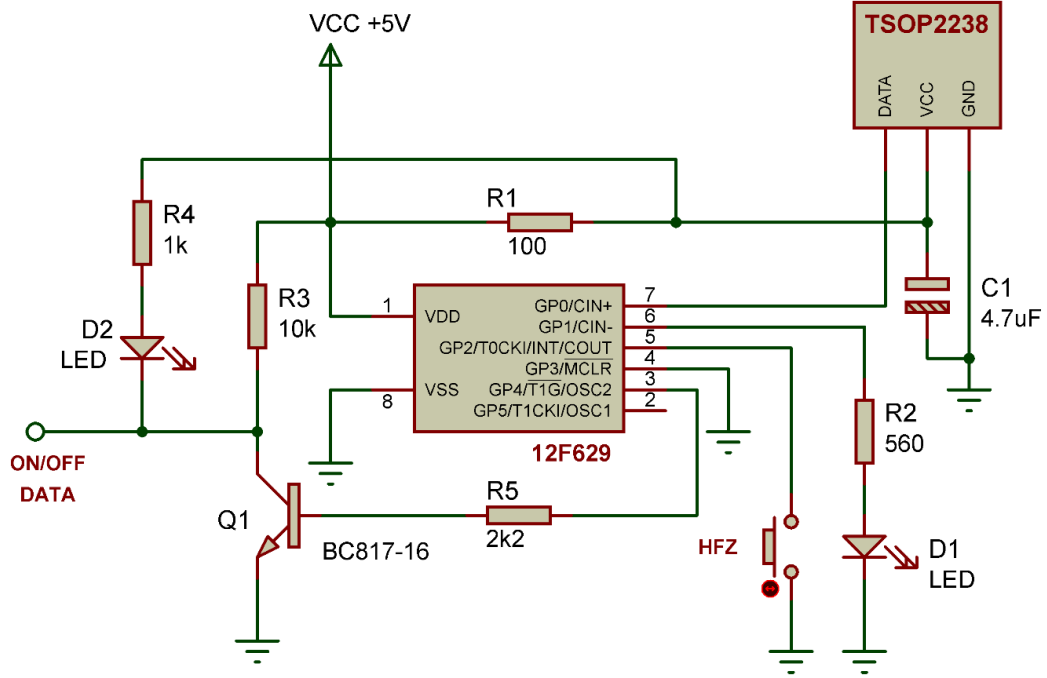 VCC +5V
TSOP2238
DATA
VCC
GND
R4
1k
R1
100
R3
10k
C1
4.7uF
D2
LED
1
VDD
8
VSS
GP0/CIN+
7
GP1/CIN-
6
GP2/T0CKI/INT/COUT
5
GP3/MCLR
4
GP4/T1G/OSC2
3
GP5/T1CKI/OSC1
2
12F629
R2
560
ON/OFF
DATA
Q1
BC817-16
R5
2k2
HFZ
D1
LED